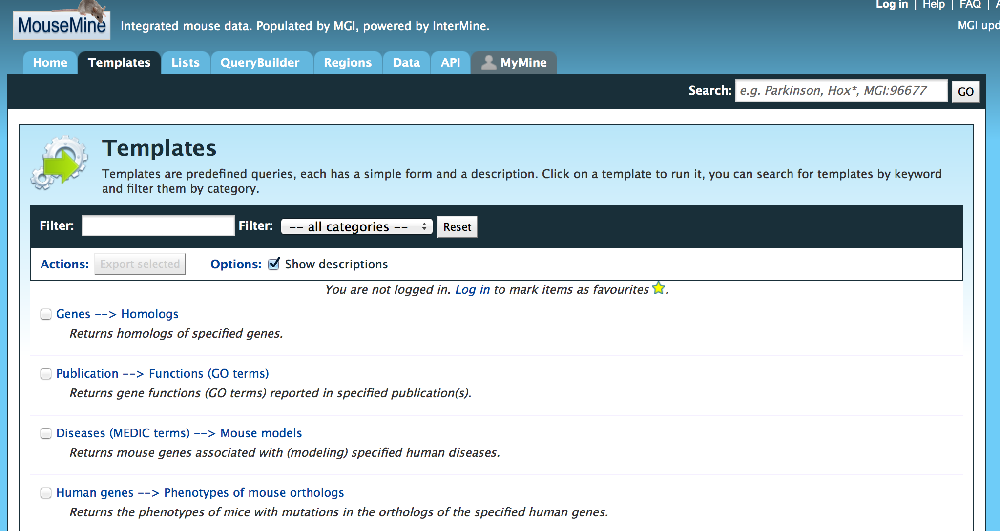 Log in | Help | FAQ |
MouseMine
Integrated mouse data. Populated by MGI, powered by InterMine.
MGI
Home Templates Lists QueryBuilder Regions Data API MyMine
Search: e.g. Parkinson, Hox*, MGI:96677 GO
Templates
Templates are predefined queries, each has a simple form and a description. Click on a template to run it, you can search for templates by keyword
and filter them by category.
Filter: Filter: -- all categories -- Reset
Actions: Export selected Options: Show descriptions
You are not logged in. Log in to mark items as favourites .
Genes --> Homologs
Returns homologs of specified genes.
Publication --> Functions (GO terms)
Returns gene functions (GO terms) reported in specified publication(s).
Diseases (MEDIC terms) --> Mouse models
Returns mouse genes associated with (modeling) specified human diseases.
Human genes --> Phenotypes of mouse orthologs
Returns the phenotypes of mice with mutations in the orthologs of the specified human genes.